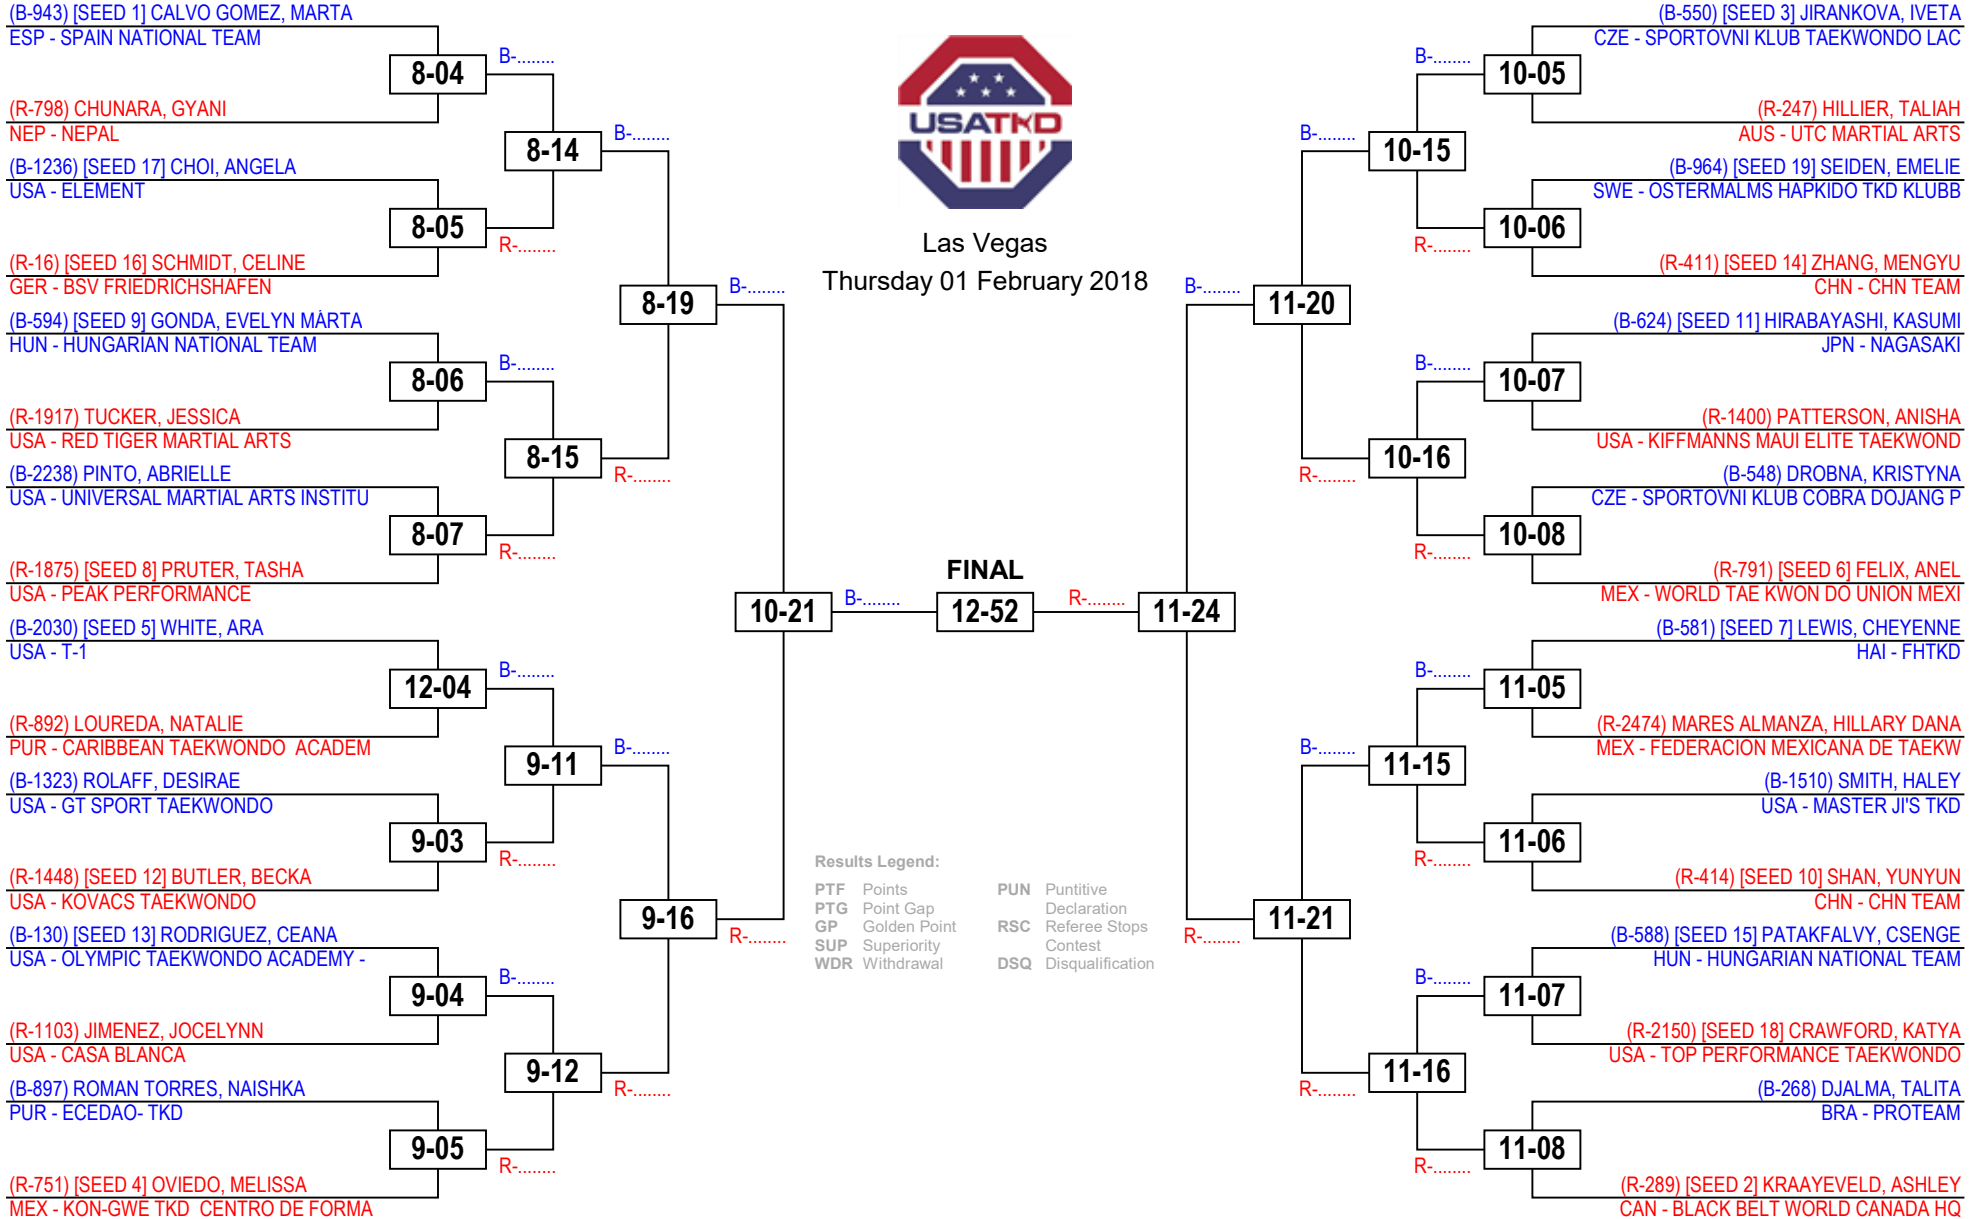 (B-943) [SEED 1] CALVO GOMEZ, MARTA
ESP - SPAIN NATIONAL TEAM
8-04
(R-798) CHUNARA, GYANI
NEP - NEPAL
B-........
8-14
(B-1236) [SEED 17] CHOI, ANGELA
USA - ELEMENT
8-05
(R-16) [SEED 16] SCHMIDT, CELINE
GER - BSV FRIEDRICHSHAFEN
R-........
B-........
8-19
(B-594) [SEED 9] GONDA, EVELYN MÁRTA
HUN - HUNGARIAN NATIONAL TEAM
8-06
(R-1917) TUCKER, JESSICA
USA - RED TIGER MARTIAL ARTS
B-........
8-15
(B-2238) PINTO, ABRIELLE
USA - UNIVERSAL MARTIAL ARTS INSTITU
8-07
(R-1875) [SEED 8] PRUTER, TASHA
USA - PEAK PERFORMANCE
R-........
R-........
B-........
10-21
(B-2030) [SEED 5] WHITE, ARA
USA - T-1
12-04
(R-892) LOUREDA, NATALIE
PUR - CARIBBEAN TAEKWONDO  ACADEM
B-........
9-11
(B-1323) ROLAFF, DESIRAE
USA - GT SPORT TAEKWONDO
9-03
(R-1448) [SEED 12] BUTLER, BECKA
USA - KOVACS TAEKWONDO
R-........
B-........
9-16
(B-130) [SEED 13] RODRIGUEZ, CEANA
USA - OLYMPIC TAEKWONDO ACADEMY -
9-04
(R-1103) JIMENEZ, JOCELYNN
USA - CASA BLANCA
B-........
9-12
(B-897) ROMAN TORRES, NAISHKA
PUR - ECEDAO- TKD
9-05
(R-751) [SEED 4] OVIEDO, MELISSA
MEX - KON-GWE TKD  CENTRO DE FORMA
R-........
R-........
R-........
USATKD
Las Vegas
Thursday 01 February 2018
FINAL
B-........
12-52
R-........
Results Legend:
PTF Points
PTG Point Gap
GP Golden Point
SUP Superiority
WDR Withdrawal
PUN Puntitive
Declaration
RSC Referee Stops
Contest
DSQ Disqualification
(B-550) [SEED 3] JIRANKOVA, IVETA
CZE - SPORTOVNI KLUB TAEKWONDO LAC
10-05
(R-247) HILLIER, TALIAH
AUS - UTC MARTIAL ARTS
B-........
10-15
(B-964) [SEED 19] SEIDEN, EMELIE
SWE - OSTERMALMS HAPKIDO TKD KLUBB
10-06
(R-411) [SEED 14] ZHANG, MENGYU
CHN - CHN TEAM
R-........
B-........
11-20
(B-624) [SEED 11] HIRABAYASHI, KASUMI
JPN - NAGASAKI
10-07
(R-1400) PATTERSON, ANISHA
USA - KIFFMANNS MAUI ELITE TAEKWOND
B-........
10-16
(B-548) DROBNA, KRISTYNA
CZE - SPORTOVNI KLUB COBRA DOJANG P
10-08
(R-791) [SEED 6] FELIX, ANEL
MEX - WORLD TAE KWON DO UNION MEXI
R-........
R-........
B-........
11-24
(B-581) [SEED 7] LEWIS, CHEYENNE
HAI - FHTKD
11-05
(R-2474) MARES ALMANZA, HILLARY DANA
MEX - FEDERACION MEXICANA DE TAEKW
B-........
11-15
(B-1510) SMITH, HALEY
USA - MASTER JI'S TKD
11-06
(R-414) [SEED 10] SHAN, YUNYUN
CHN - CHN TEAM
R-........
B-........
11-21
(B-588) [SEED 15] PATAKFALVY, CSENGE
HUN - HUNGARIAN NATIONAL TEAM
11-07
(R-2150) [SEED 18] CRAWFORD, KATYA
USA - TOP PERFORMANCE TAEKWONDO
B-........
11-16
(B-268) DJALMA, TALITA
BRA - PROTEAM
11-08
(R-289) [SEED 2] KRAAYEVELD, ASHLEY
CAN - BLACK BELT WORLD CANADA HQ
R-........
R-........
R-........